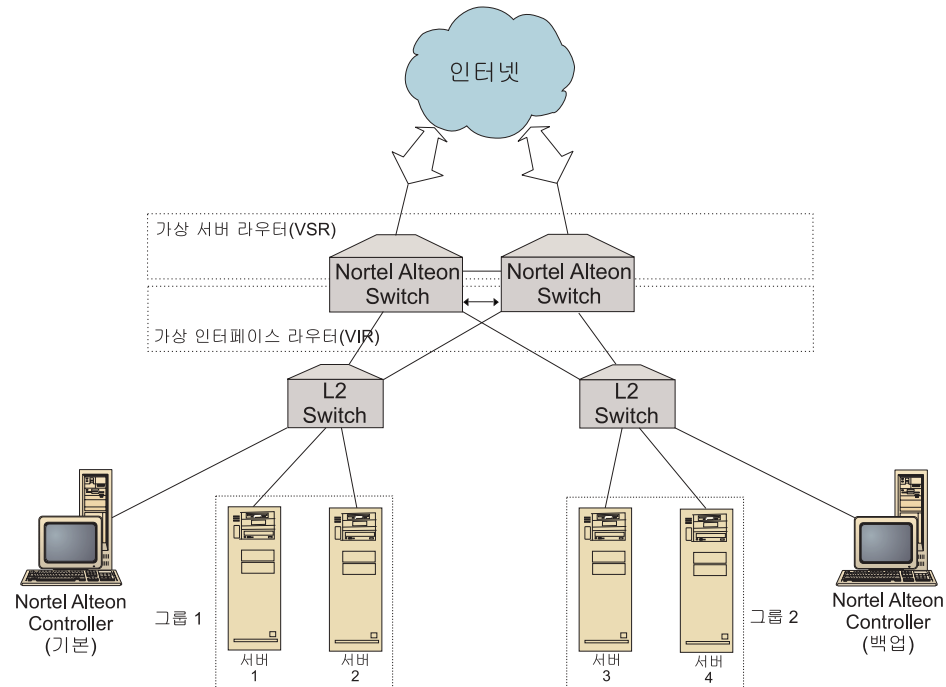 인터넷
가상 서버 라우터(VSR)
Nortel Alteon
Switch
Nortel Alteon
Switch
가상 인터페이스 라우터(VIR)
L2
Switch
L2
Switch
Nortel Alteon
Controller
(기본)
그룹 1
서버
1
서버
2
서버
3
서버
4
그룹 2
Nortel Alteon
Controller
(백업)